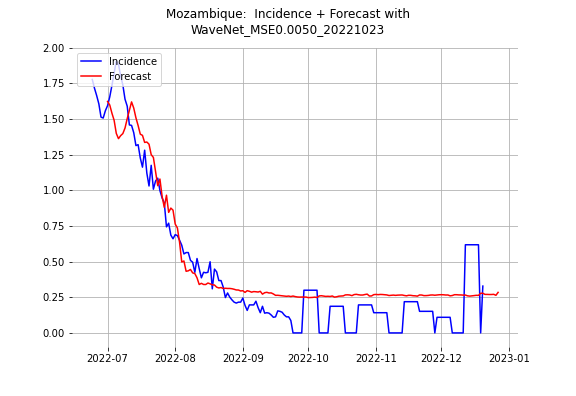 Mozambique:  Incidence + Forecast with
WaveNet_MSE0.0050_20221023
2.00
1.75
1.50
1.25
1.00
0.75
0.50
0.25
0.00
Incidence
Forecast
2022-07 2022-08 2022-09 2022-10 2022-11 2022-12 2023-01